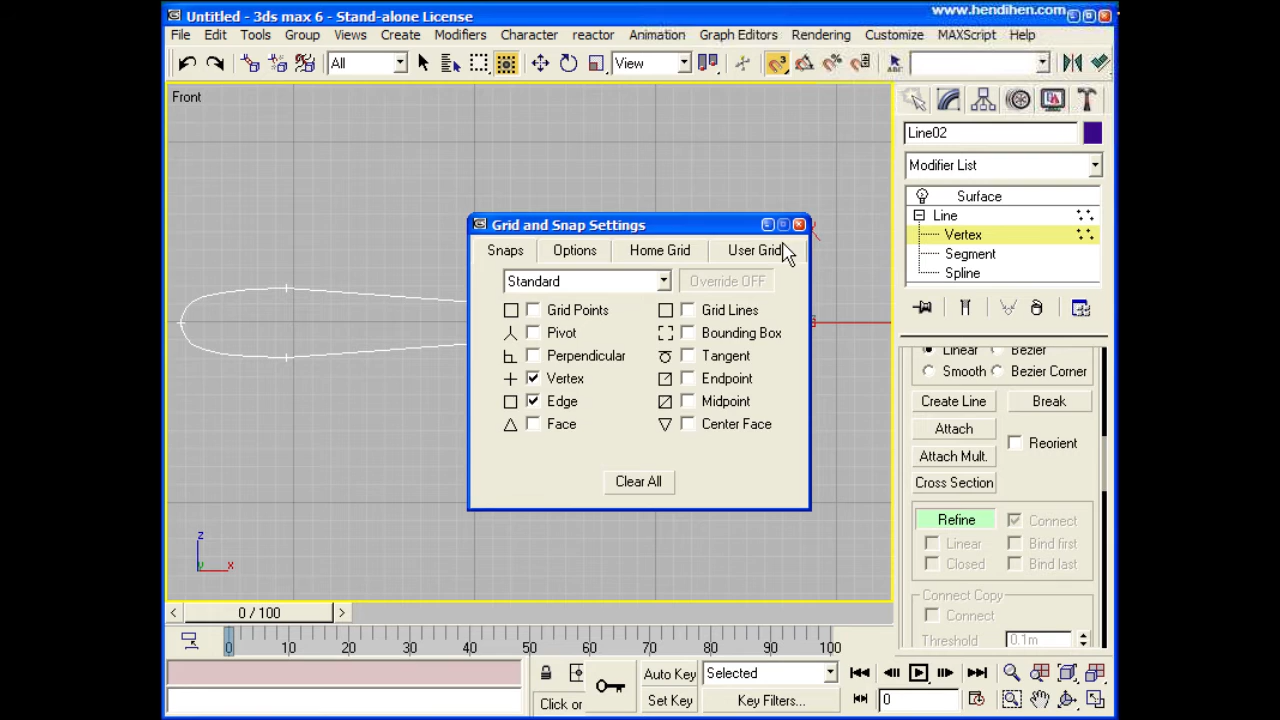 www.hendihen.com
Untitled - 3ds max 6 - Stand-alone License
File Edit Tools Group Views Create Modifiers Character reactor Animation Graph Editors Rendering Customize MAXScript Help
All View
Front
Line02
Modifier List
Surface
Line
Vertex
Segment
Spline
Grid and Snap Settings
Snaps Options Home Grid User Grid
Standard Override OFF
Grid Points Grid Lines
Pivot Bounding Box
Perpendicular Tangent
Vertex Endpoint
Edge Midpoint
Face Center Face
Clear All
Linear Bezier
Smooth Bezier Corner
Create Line Break
Attach
Reorient
Attach Mult.
Cross Section
Refine Connect
Linear Bind first
Closed Bind last
Connect Copy
Connect
Threshold 0.1m
z
y x
0 / 100
0 10 20 30 40 50 60 70 80 90 100
Auto Key Selected
Click or Set Key Key Filters... 0